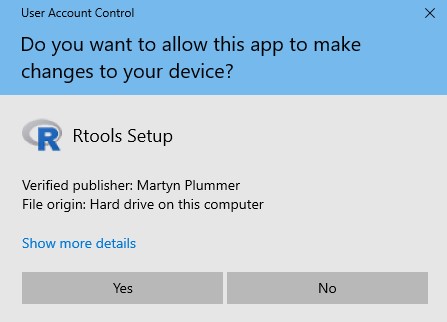 User Account Control
Do you want to allow this app to make
changes to your device?
R Rtools Setup
Verified publisher: Martyn Plummer
File origin: Hard drive on this computer
Show more details
Yes No